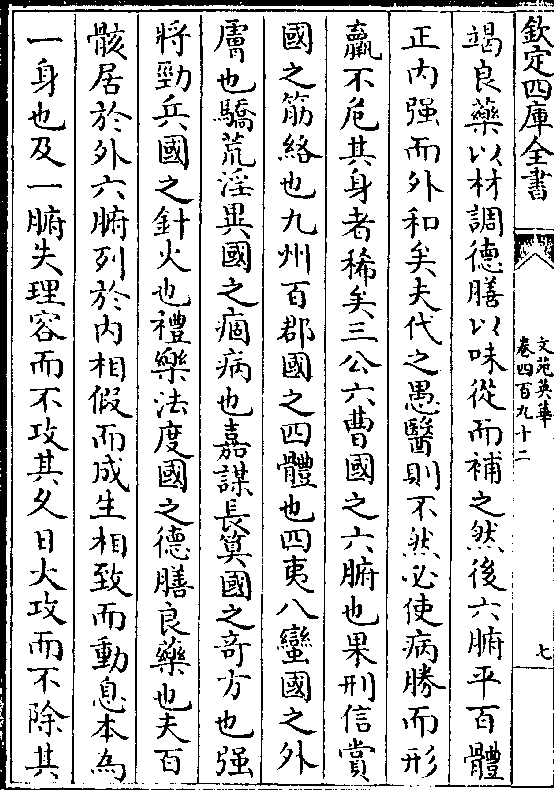 欽定四庫全書
文苑英華
卷四百九十二
七
竭良藥以材調德膳以味從而補之然後六腑平百體
正内强而外和矣夫代之愚醫則不然必使病勝而形
羸不危其身者稀矣三公六曹國之六腑也果刑信賞
國之筋絡也九州百郡國之四體也四夷八蠻國之外
膚也驕荒淫異國之痼病也嘉謀長筭國之竒方也强
將勁兵國之針火也禮樂法度國之德膳良藥也夫百
骸居於外六腑列於内相假而成生相致而動息本為
一身也及一腑失理容而不攻其久日火攻而不除其